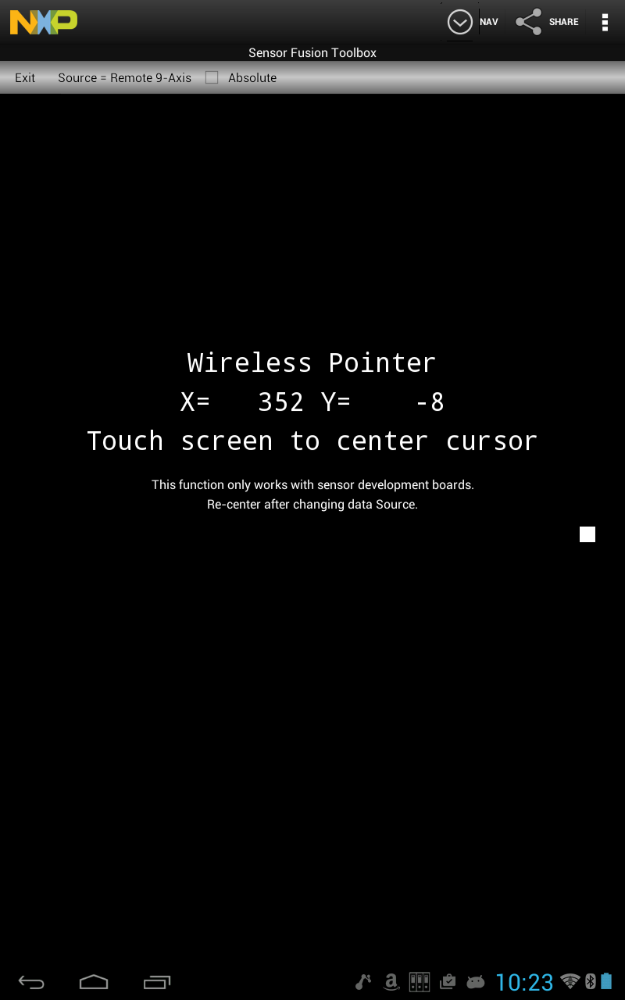 NXP
NAV
SHARE
Sensor Fusion Toolbox
Exit Source = Remote 9-Axis Absolute
Wireless Pointer
X= 352 Y= -8
Touch screen to center cursor
This function only works with sensor development boards.
Re-center after changing data Source.
10:23